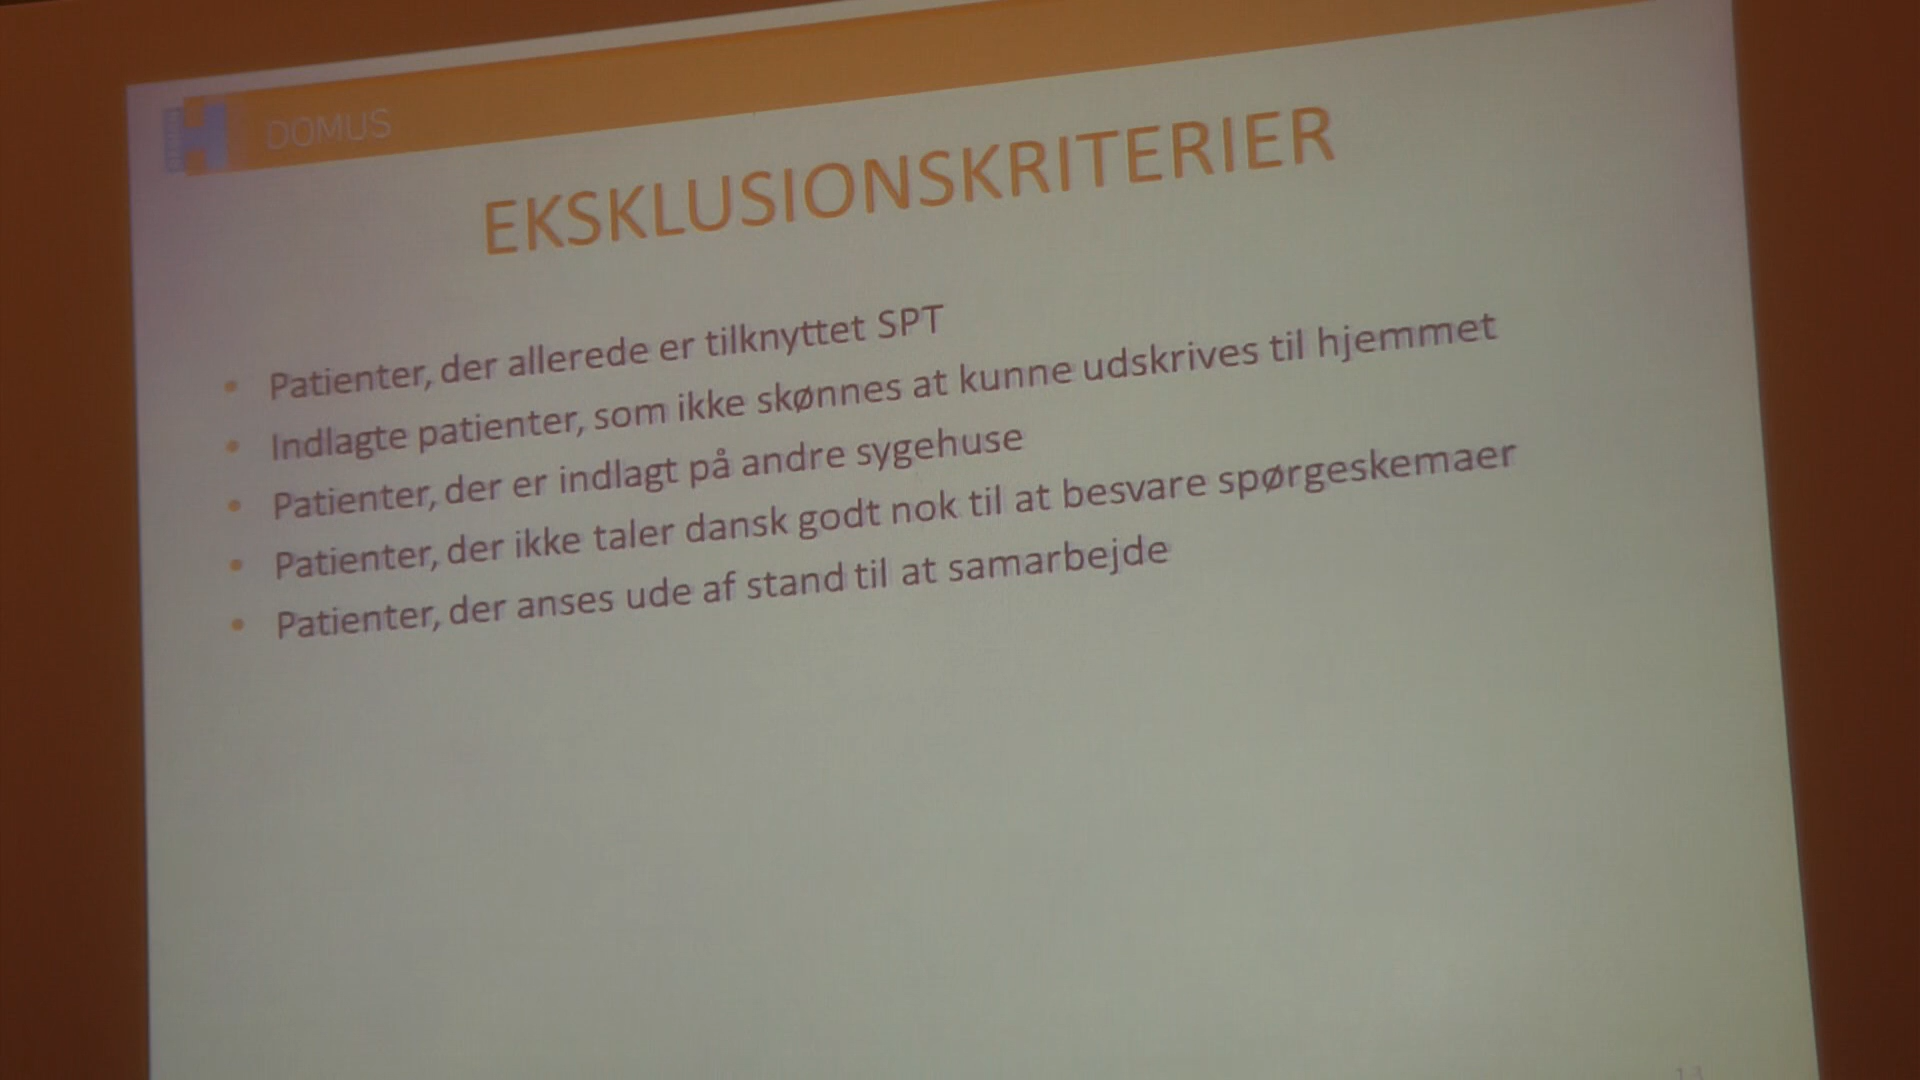 DOMUS
EKSKLUSIONSKRITERIER
• Patienter, der allerede er tilknyttet SPT
• Indlagte patienter, som ikke skønnes at kunne udskrives til hjemmet
• Patienter, der er indlagt på andre sygehuse
• Patienter, der ikke taler dansk godt nok til at besvare spørgeskemaer
• Patienter, der anses ude af stand til at samarbejde